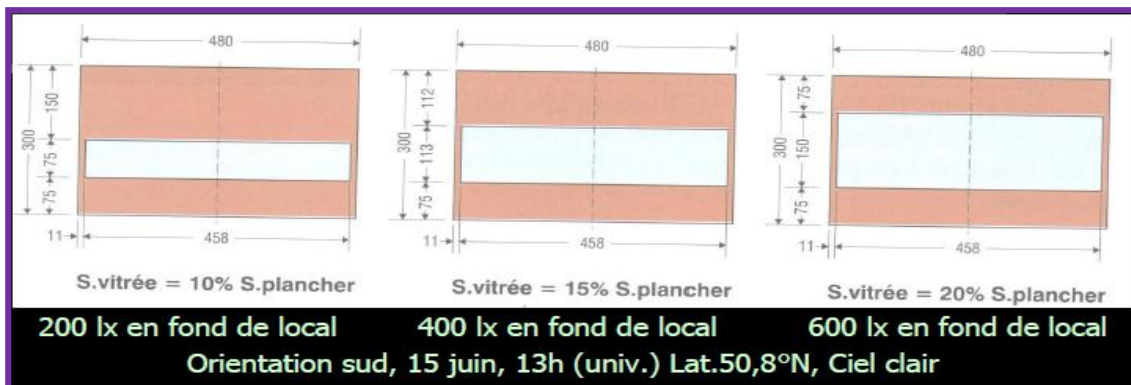 480 480 480
300 150 75 75 300 112 113 75 300 75 150 75
11 458 11 458 11 458
S.vitrée = 10% S.plancher S.vitrée = 15% S.plancher S.vitrée = 20% S.plancher
200 lx en fond de local 400 lx en fond de local 600 lx en fond de local
Orientation sud, 15 juin, 13h (univ.) Lat.50,8°N, Ciel clair